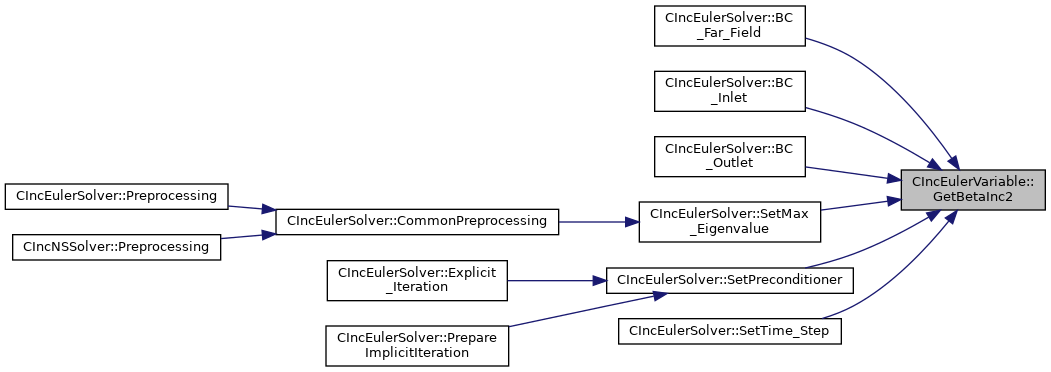 CIncEulerSolver::BC
_Far_Field
CIncEulerSolver::BC
_Inlet
CIncEulerSolver::BC
_Outlet
CIncEulerVariable::
GetBetaInc2
CIncEulerSolver::Preprocessing
CIncEulerSolver::CommonPreprocessing
CIncEulerSolver::SetMax
_Eigenvalue
CIncNSSolver::Preprocessing
CIncEulerSolver::Explicit
_Iteration
CIncEulerSolver::SetPreconditioner
CIncEulerSolver::Prepare
ImplicitIteration
CIncEulerSolver::SetTime_Step